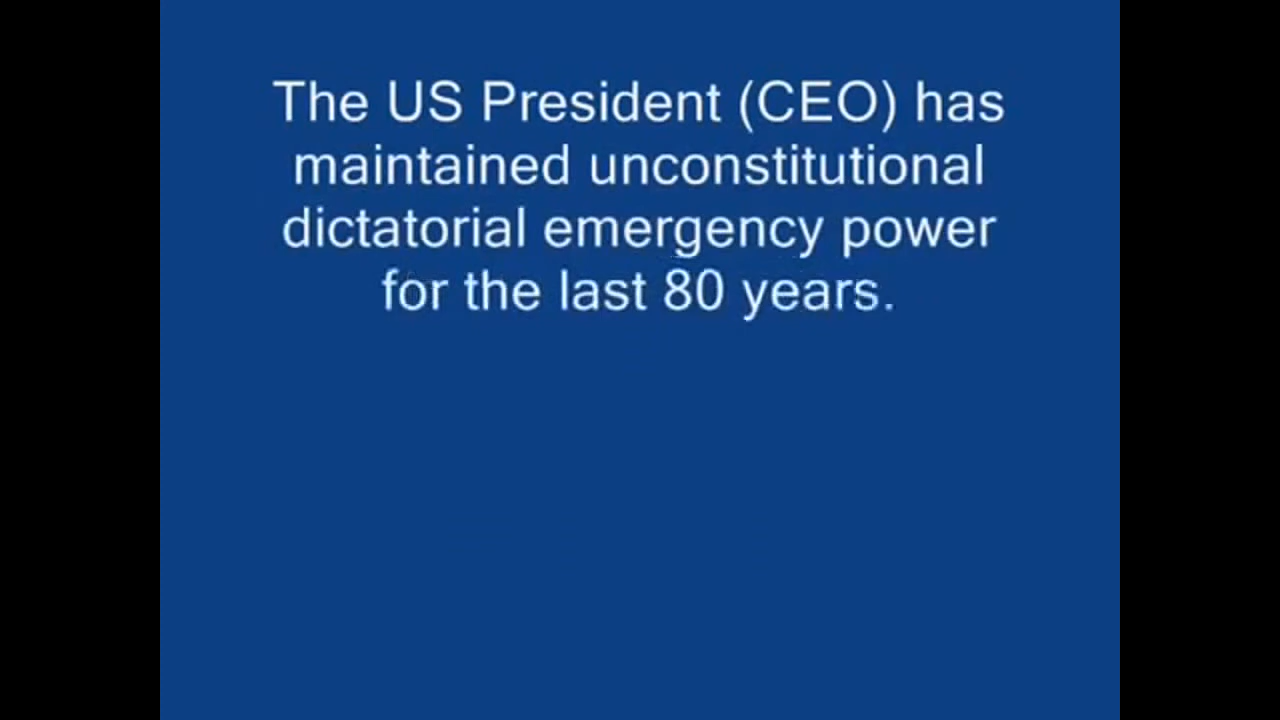 The US President (CEO) has
maintained unconstitutional
dictatorial emergency power
for the last 80 years.